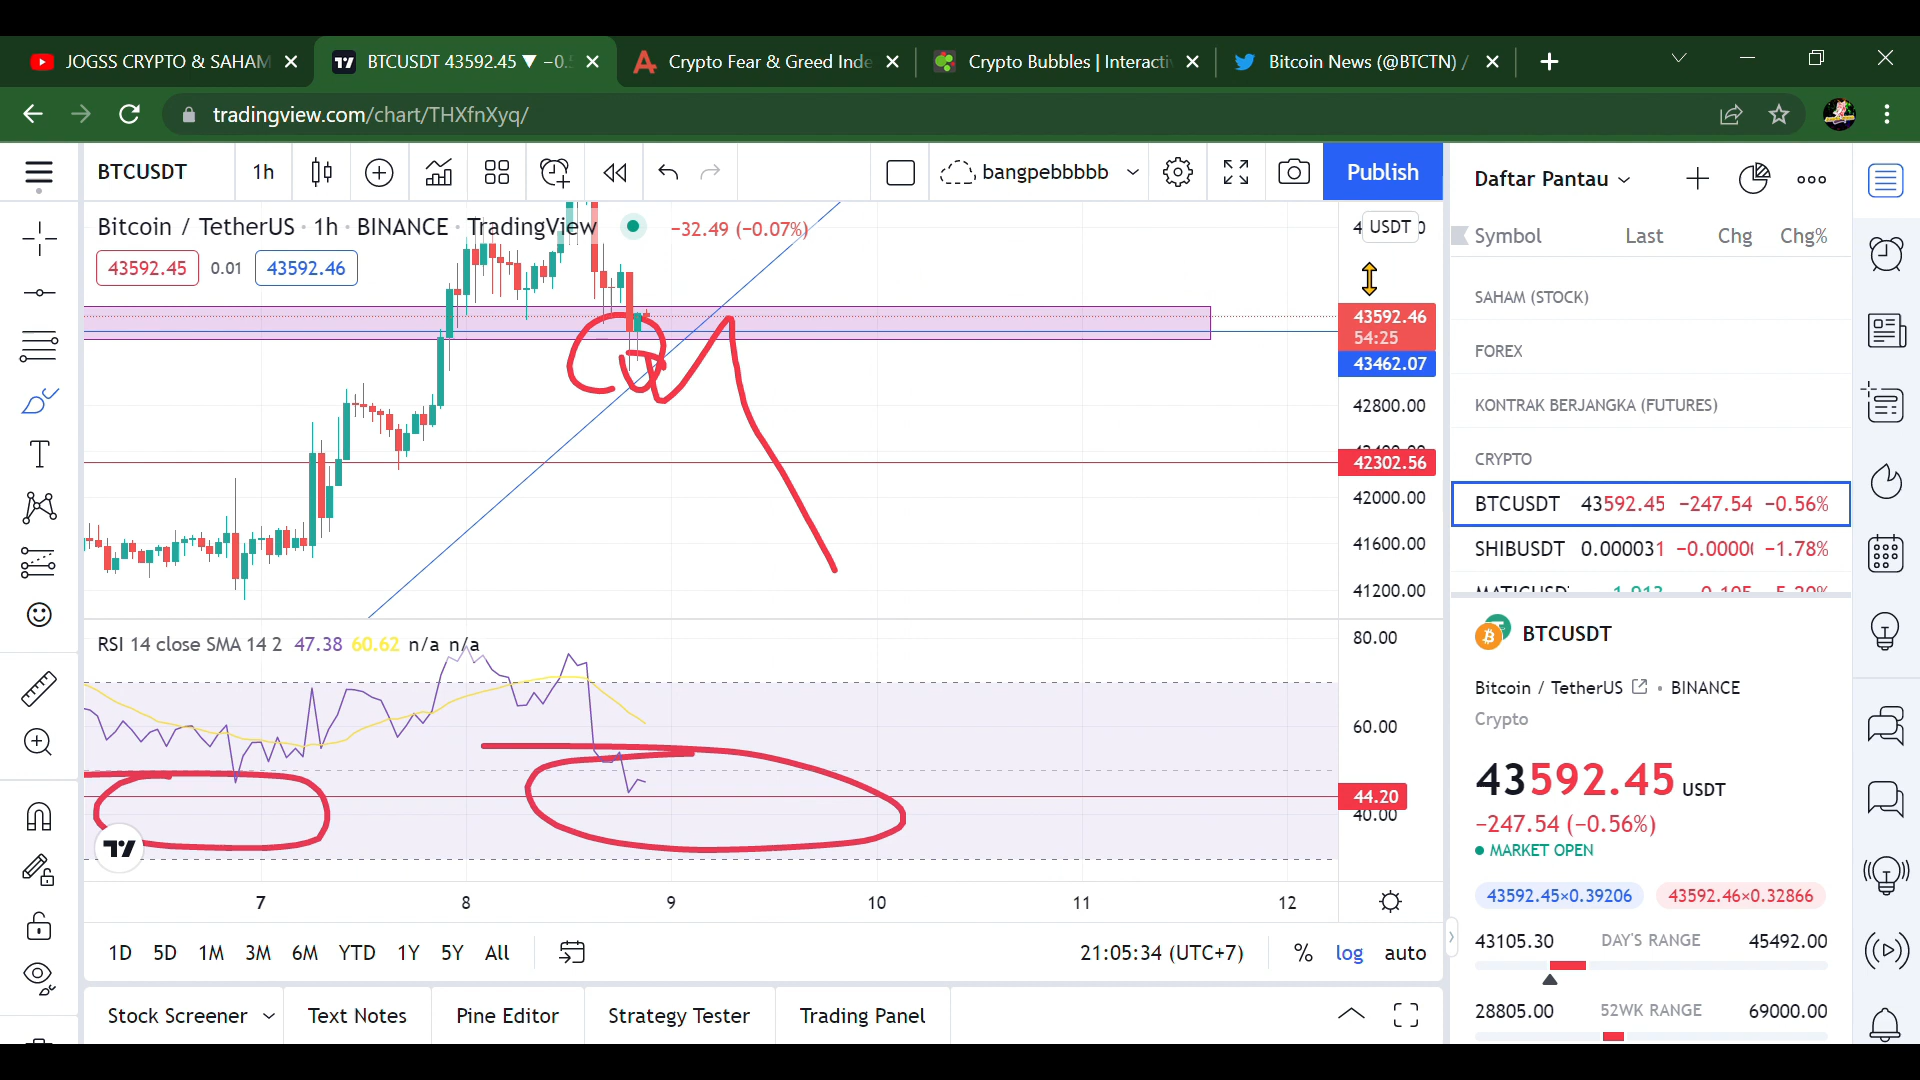 JOGSS CRYPTO & SAHAM
BTCUSDT 43592.45 ▼ −0.5
Crypto Fear & Greed Inde
Crypto Bubbles | Interacti
Bitcoin News (@BTCTN) /
tradingview.com/chart/THXfnXyq/
BTCUSDT
1h
bangpebbbbb
Publish
Bitcoin / TetherUS · 1h · BINANCE · TradingView
−32.49 (−0.07%)
43592.45
0.01
43592.46
USDT
43592.46
54:25
43462.07
42800.00
42302.56
42000.00
41600.00
41200.00
RSI 14 close SMA 14 2 47.38 60.62 n/a n/a
80.00
60.00
44.20
40.00
7 8 9 10 11 12
1D 5D 1M 3M 6M YTD 1Y 5Y All
21:05:34 (UTC+7)
% log auto
Stock Screener
Text Notes
Pine Editor
Strategy Tester
Trading Panel
Daftar Pantau
Symbol Last Chg Chg%
SAHAM (STOCK)
FOREX
KONTRAK BERJANGKA (FUTURES)
CRYPTO
BTCUSDT 43592.45 −247.54 −0.56%
SHIBUSDT 0.000031 −0.0000( −1.78%
BTCUSDT
Bitcoin / TetherUS · BINANCE
Crypto
43592.45 USDT
−247.54 (−0.56%)
MARKET OPEN
43592.45×0.39206
43592.46×0.32866
43105.30 DAY'S RANGE 45492.00
28805.00 52WK RANGE 69000.00